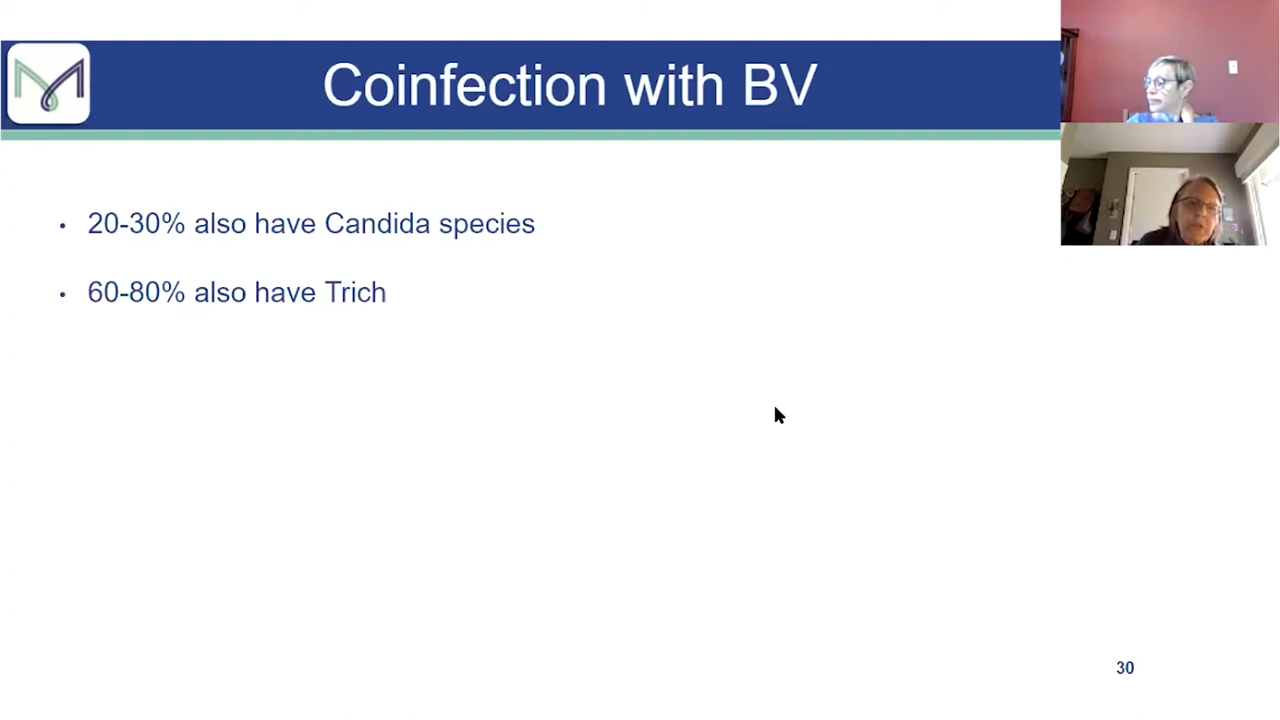 Coinfection with BV
• 20-30% also have Candida species
• 60-80% also have Trich
30